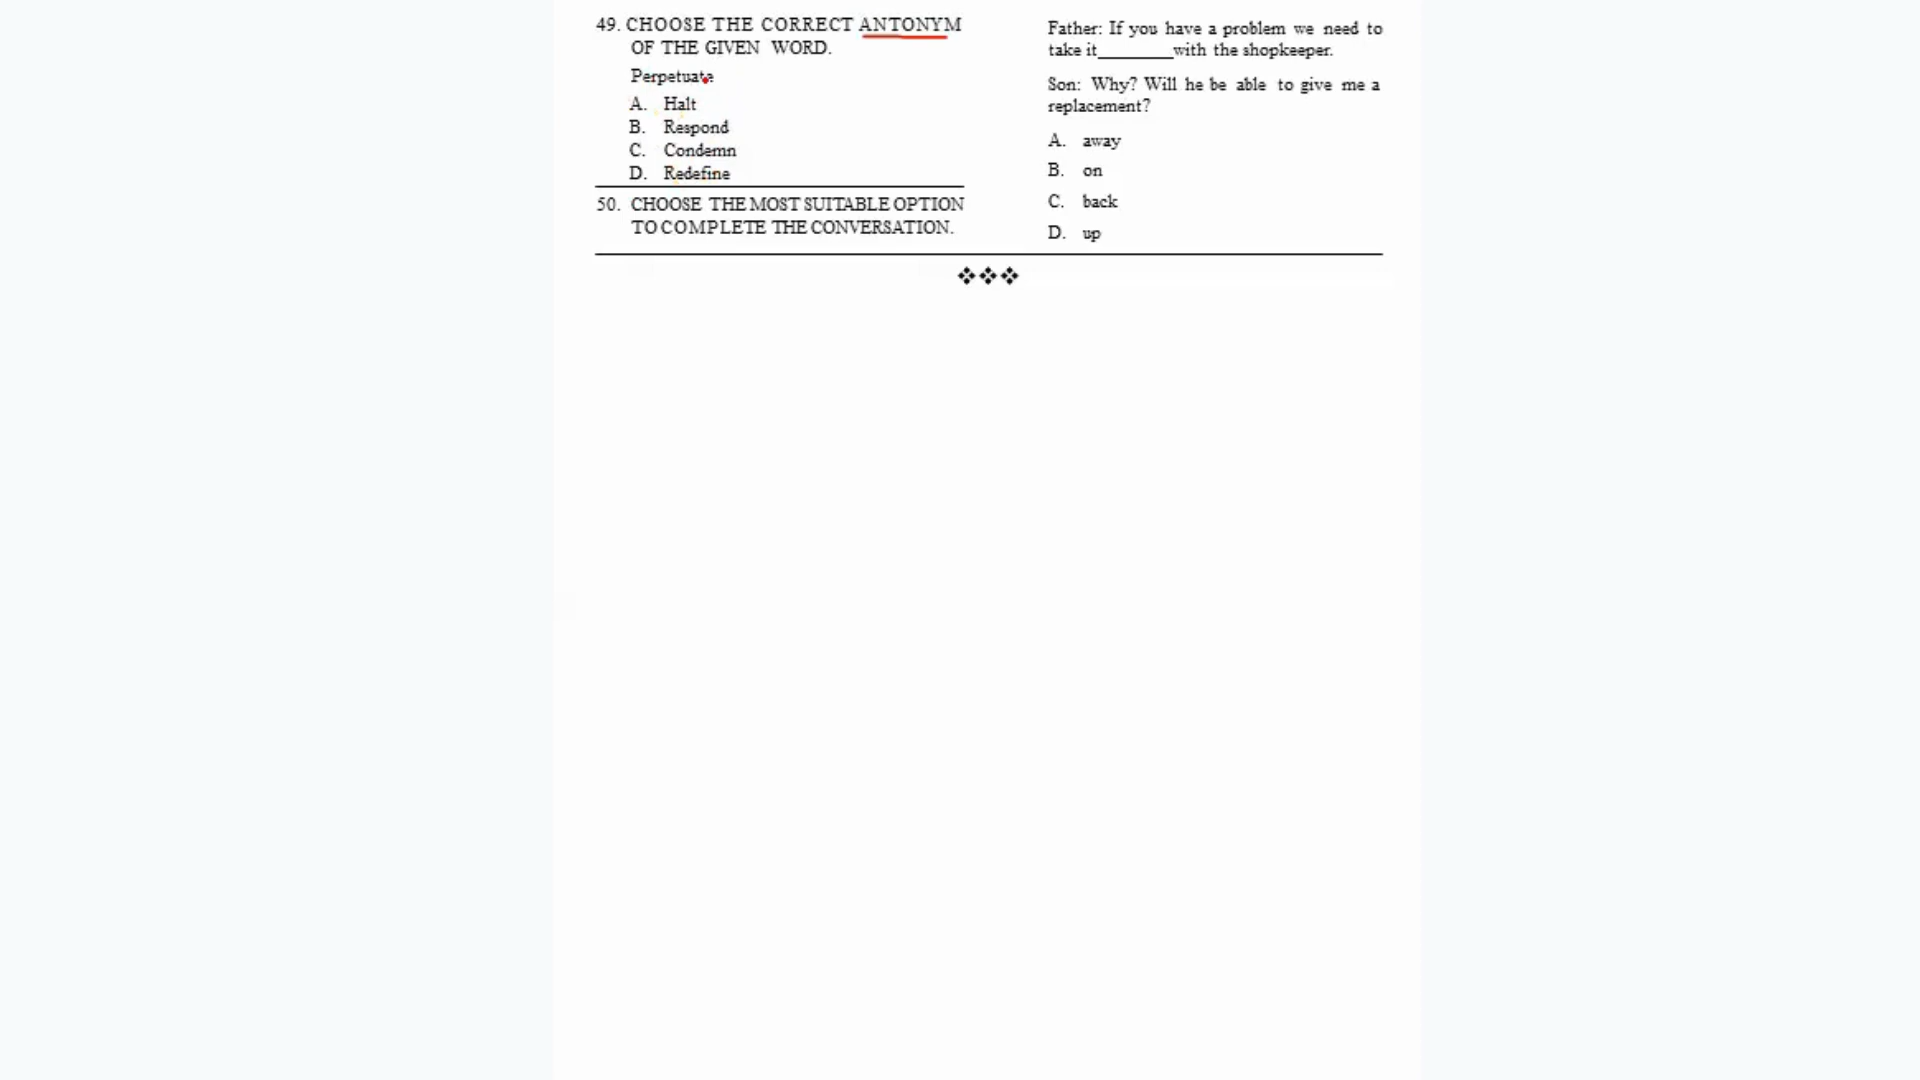 49. CHOOSE THE CORRECT ANTONYM
OF THE GIVEN WORD.
Perpetuate
A. Halt
B. Respond
C. Condemn
D. Redefine
50. CHOOSE THE MOST SUITABLE OPTION
TO COMPLETE THE CONVERSATION.
Father: If you have a problem we need to
take it________with the shopkeeper.
Son: Why? Will he be able to give me a
replacement?
A. away
B. on
C. back
D. up